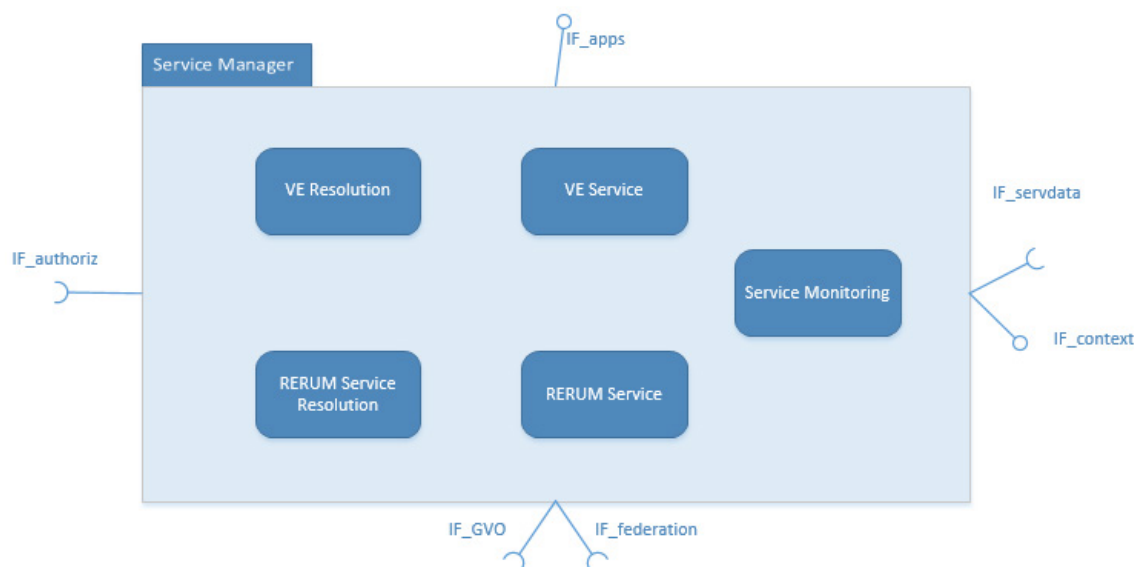 IF_apps
Service Manager
VE Resolution
VE Service
IF_servdata
IF_authoriz
Service Monitoring
IF_context
RERUM Service
Resolution
RERUM Service
IF_GVO
IF_federation